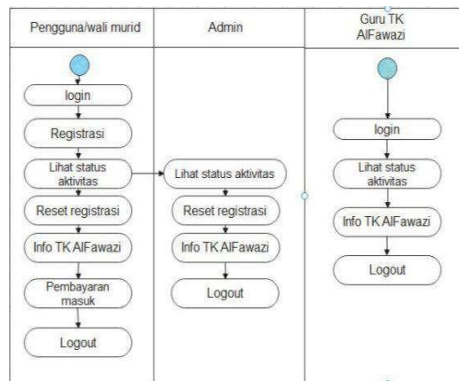 Pengguna/wali murid
login
Registrasi
Lihat status
aktivitas
Reset registrasi
Info TK AlFawazi
Pembayaran
masuk
Logout
Admin
Lihat status aktivitas
Reset registrasi
Info TK AlFawazi
Logout
Guru TK
AlFawazi
login
Lihat status
aktivitas
Info TK AlFawazi
Logout